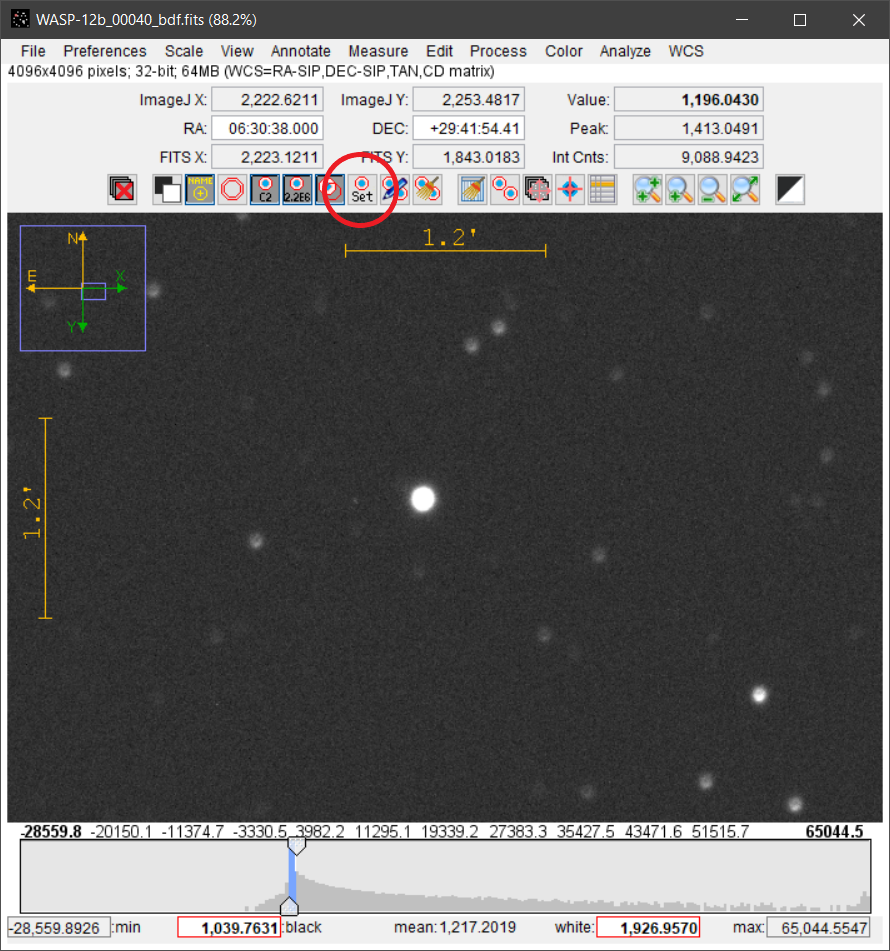 WASP-12b_00040_bdf.fits (88.2%)
File Preferences Scale View Annotate Measure Edit Process Color Analyze WCS
4096x4096 pixels; 32-bit; 64MB (WCS=RA-SIP,DEC-SIP,TAN,CD matrix)
ImageJ X: 2,222.6211 ImageJ Y: 2,253.4817 Value: 1,196.0430
RA: 06:30:38.000 DEC: +29:41:54.41 Peak: 1,413.0491
FITS X: 2,223.1211 FITS Y: 1,843.0183 Int Cnts: 9,088.9423
NAME C2 2.2E6 Set
1.2'
N
E X
Y
1.2'
-28559.8 -20150.1 -11374.7 -3330.5 3982.2 11295.1 19339.2 27383.3 35427.5 43471.6 51515.7 65044.5
-28,559.8926 :min 1,039.7631 :black mean:1,217.2019 white: 1,926.9570 max: 65,044.5547